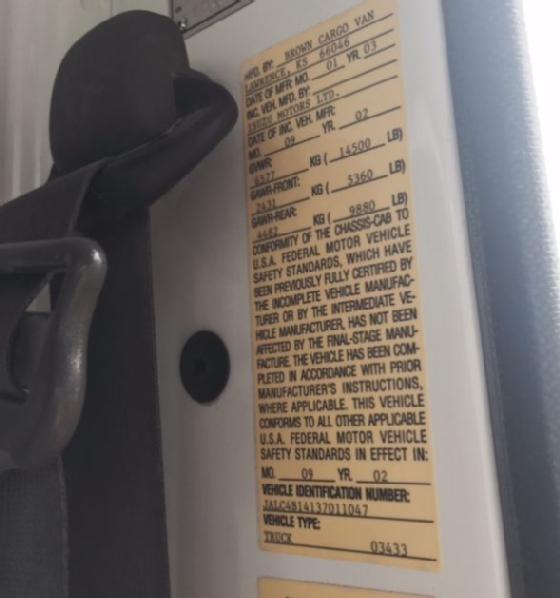 MFD. BY: BROWN CARGO VAN
LAWRENCE, KS 66046
DATE OF MFR MO. 01 YR. 03
INC. VEH. MFD. BY:
ISUZU MOTORS LTD.
DATE OF INC. VEH. MFR:
MO. 09 YR. 02
GVWR:
6577 KG ( 14500 LB)
GAWR-FRONT:
2431 KG ( 5360 LB)
GAWR-REAR:
4482 KG ( 9880 LB)
CONFORMITY OF THE CHASSIS-CAB TO
U.S.A. FEDERAL MOTOR VEHICLE
SAFETY STANDARDS, WHICH HAVE
BEEN PREVIOUSLY FULLY CERTIFIED BY
THE INCOMPLETE VEHICLE MANUFAC-
TURER OR BY THE INTERMEDIATE VE-
HICLE MANUFACTURER, HAS NOT BEEN
AFFECTED BY THE FINAL-STAGE MANU-
FACTURE. THE VEHICLE HAS BEEN COM-
PLETED IN ACCORDANCE WITH PRIOR
MANUFACTURER'S INSTRUCTIONS,
WHERE APPLICABLE. THIS VEHICLE
CONFORMS TO ALL OTHER APPLICABLE
U.S.A. FEDERAL MOTOR VEHICLE
SAFETY STANDARDS IN EFFECT IN:
MO. 09 YR. 02
VEHICLE IDENTIFICATION NUMBER:
JALC4B14137011047
VEHICLE TYPE:
TRUCK 03433